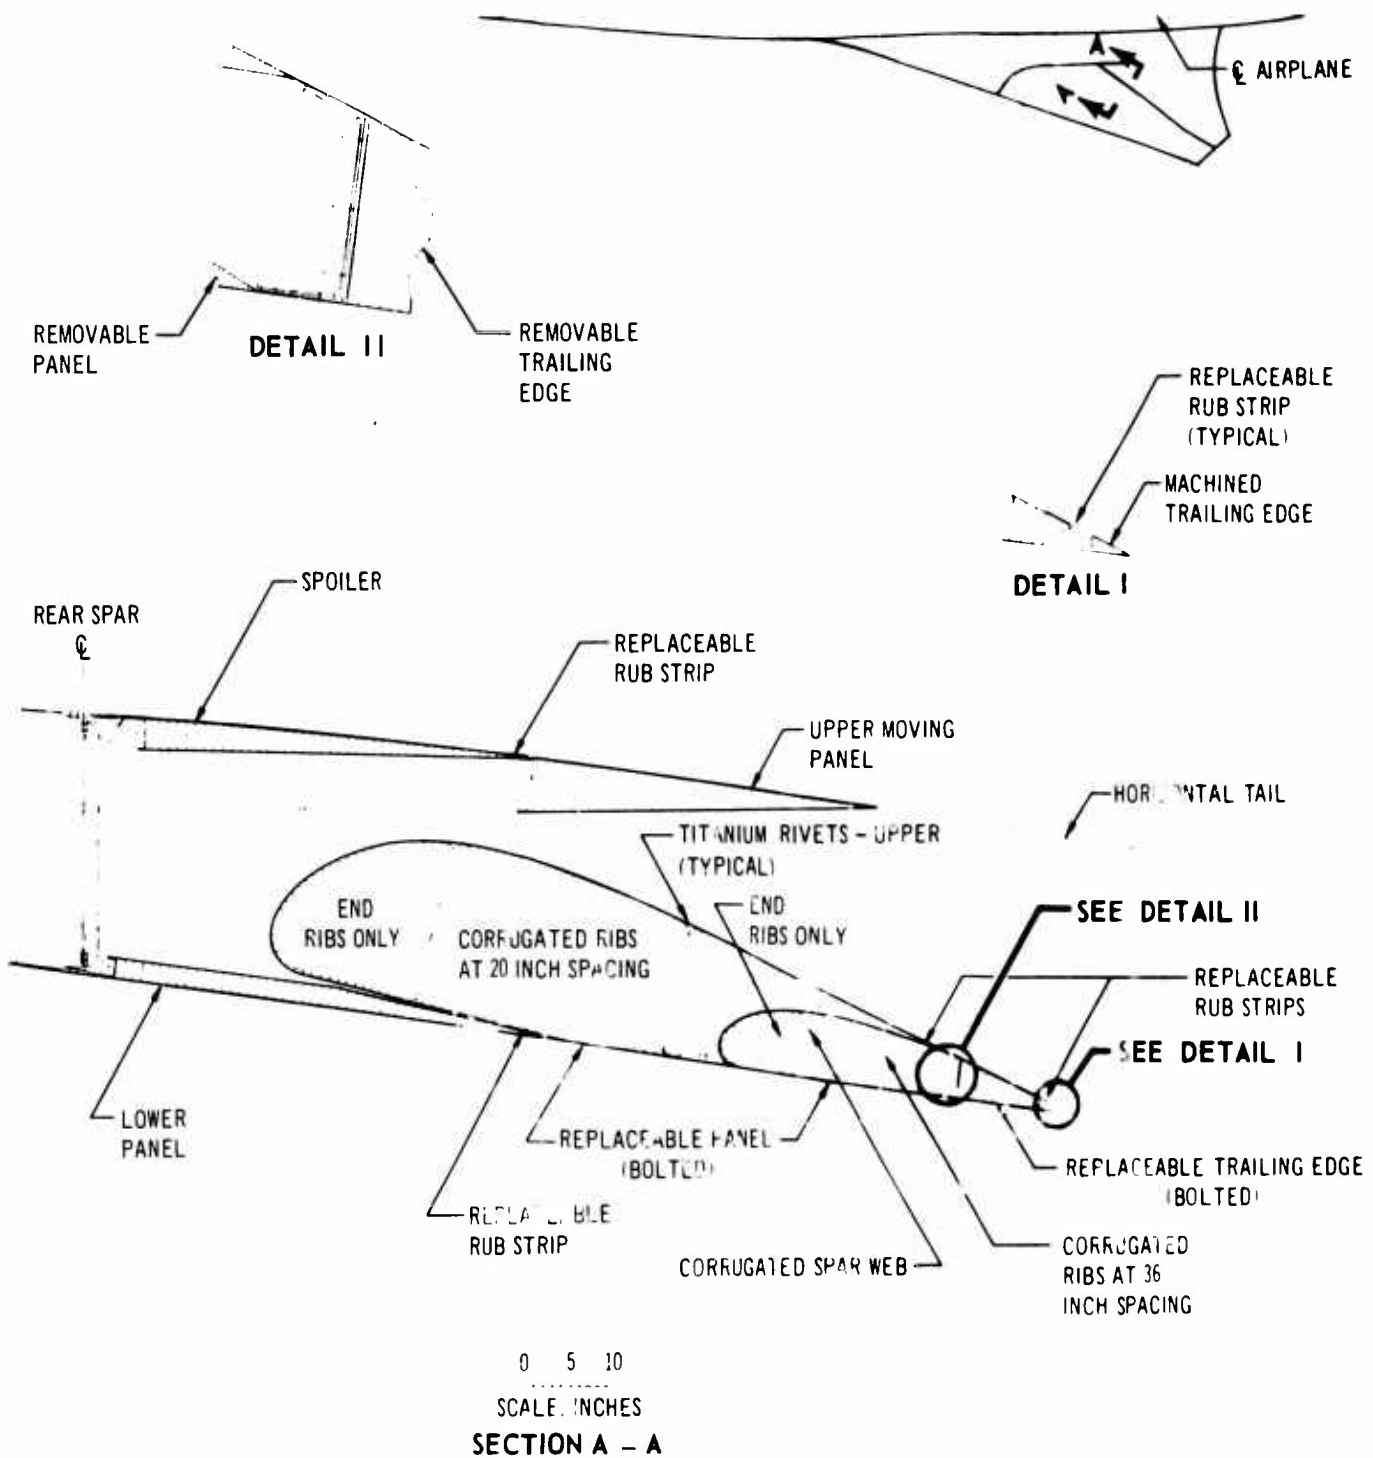 A
℄ AIRPLANE
A
REMOVABLE
PANEL
DETAIL II
REMOVABLE
TRAILING
EDGE
REPLACEABLE
RUB STRIP
(TYPICAL)
MACHINED
TRAILING EDGE
DETAIL I
SPOILER
REAR SPAR
℄
REPLACEABLE
RUB STRIP
UPPER MOVING
PANEL
HORIZONTAL TAIL
TITANIUM RIVETS - UPPER
(TYPICAL)
END
RIBS ONLY
CORRUGATED RIBS
AT 20 INCH SPACING
END
RIBS ONLY
SEE DETAIL II
REPLACEABLE
RUB STRIPS
SEE DETAIL I
LOWER
PANEL
REPLACEABLE PANEL
(BOLTED)
REPLACEABLE TRAILING EDGE
(BOLTED)
REPLACEABLE
RUB STRIP
CORRUGATED SPAR WEB
CORRUGATED
RIBS AT 36
INCH SPACING
0 5 10
SCALE, INCHES
SECTION A - A